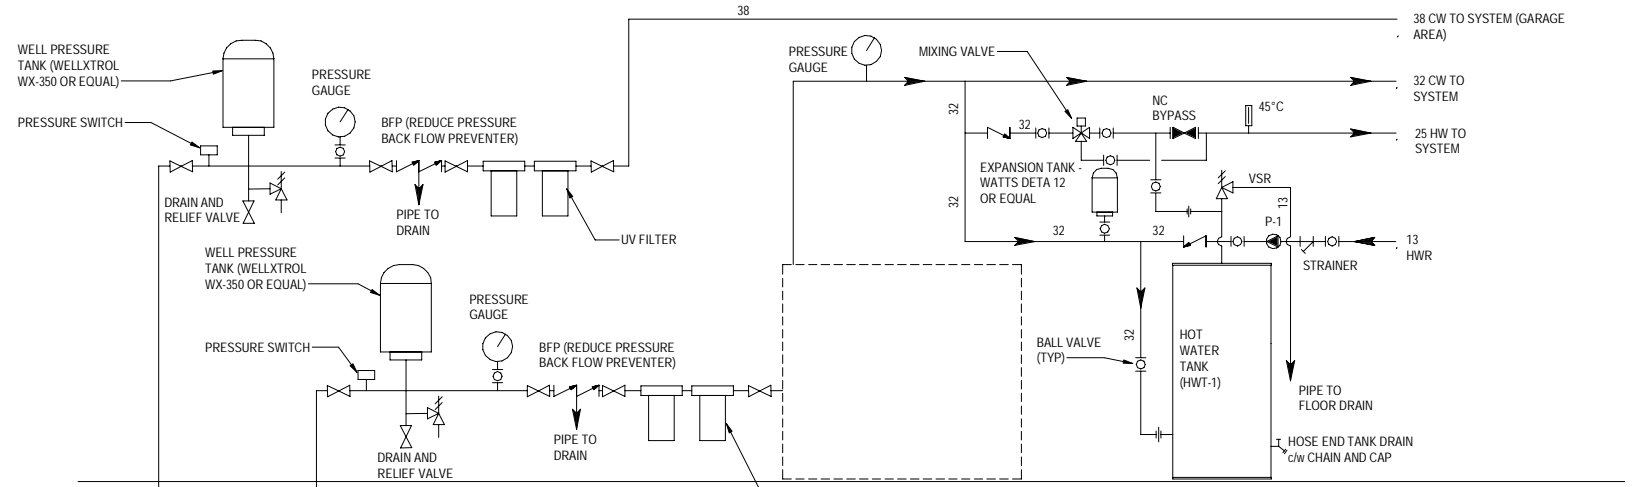 38
38 CW TO SYSTEM (GARAGE
AREA)
WELL PRESSURE
TANK (WELLXTROL
WX-350 OR EQUAL)
PRESSURE
GAUGE
PRESSURE SWITCH
BFP (REDUCE PRESSURE
BACK FLOW PREVENTER)
DRAIN AND
RELIEF VALVE
PIPE TO
DRAIN
UV FILTER
WELL PRESSURE
TANK (WELLXTROL
WX-350 OR EQUAL)
PRESSURE
GAUGE
PRESSURE SWITCH
BFP (REDUCE PRESSURE
BACK FLOW PREVENTER)
DRAIN AND
RELIEF VALVE
PIPE TO
DRAIN
PRESSURE
GAUGE
MIXING VALVE
32 CW TO
SYSTEM
32
32
NC
BYPASS
45°C
25 HW TO
SYSTEM
EXPANSION TANK -
WATTS DETA 12
OR EQUAL
VSR
13
32
32
32
P-1
13
HWR
STRAINER
32
BALL VALVE
(TYP)
HOT
WATER
TANK
(HWT-1)
PIPE TO
FLOOR DRAIN
HOSE END TANK DRAIN
c/w CHAIN AND CAP